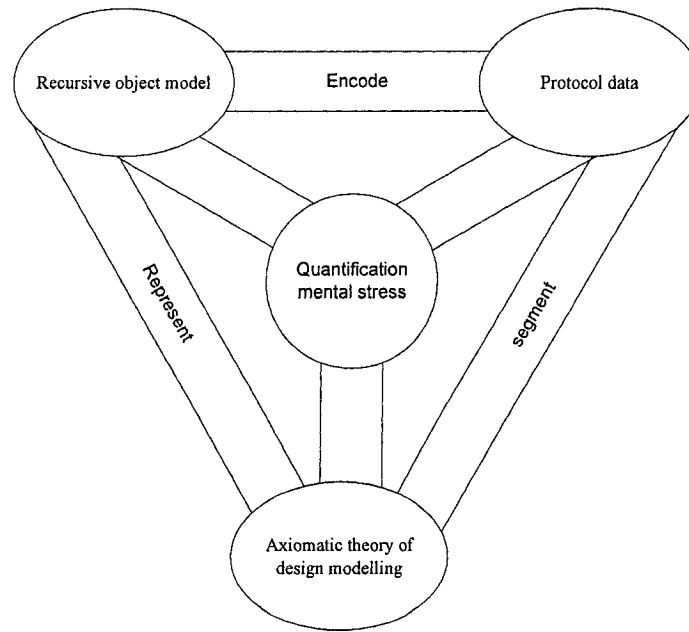 Recursive object model
Encode
Protocol data
Quantification
mental stress
Represent
segment
Axiomatic theory of
design modelling